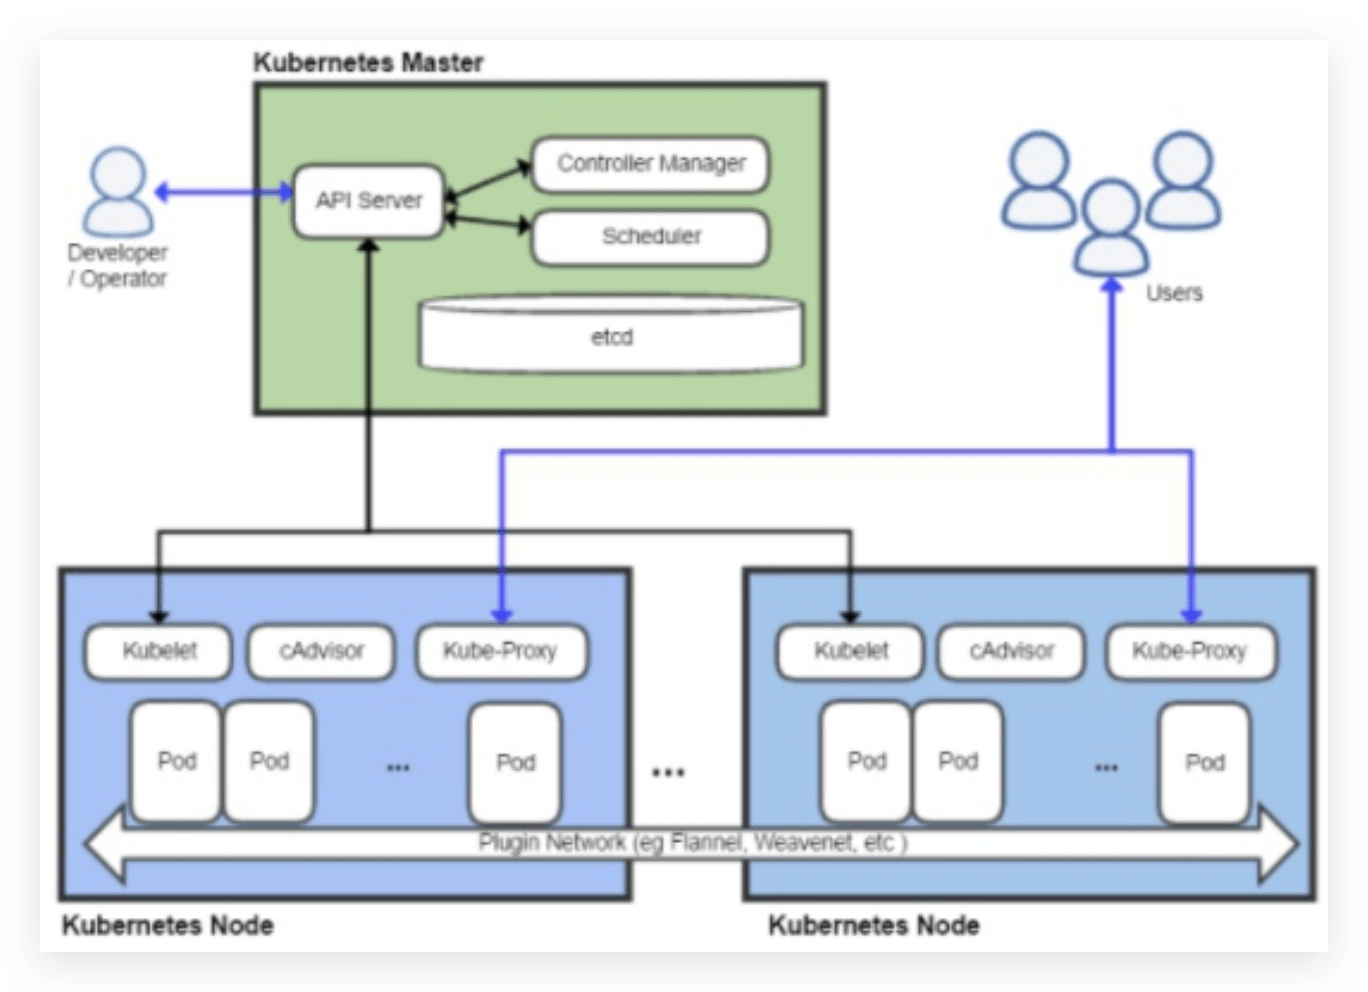 Kubernetes Master
API Server
Controller Manager
Scheduler
etcd
Developer
/ Operator
Users
Kubelet
cAdvisor
Kube-Proxy
Pod
Pod
...
Pod
...
Kubelet
cAdvisor
Kube-Proxy
Pod
Pod
...
Pod
Plugin Network (eg Flannel, Weavenet, etc )
Kubernetes Node
Kubernetes Node